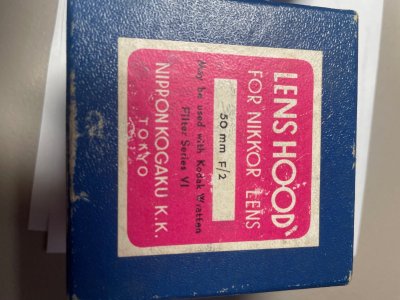 LENS HOOD
FOR NIKKOR LENS
50 mm F/2
May be used with Kodak Wratten
Filter Series VI
NIPPON KOGAKU K.K.
TOKYO